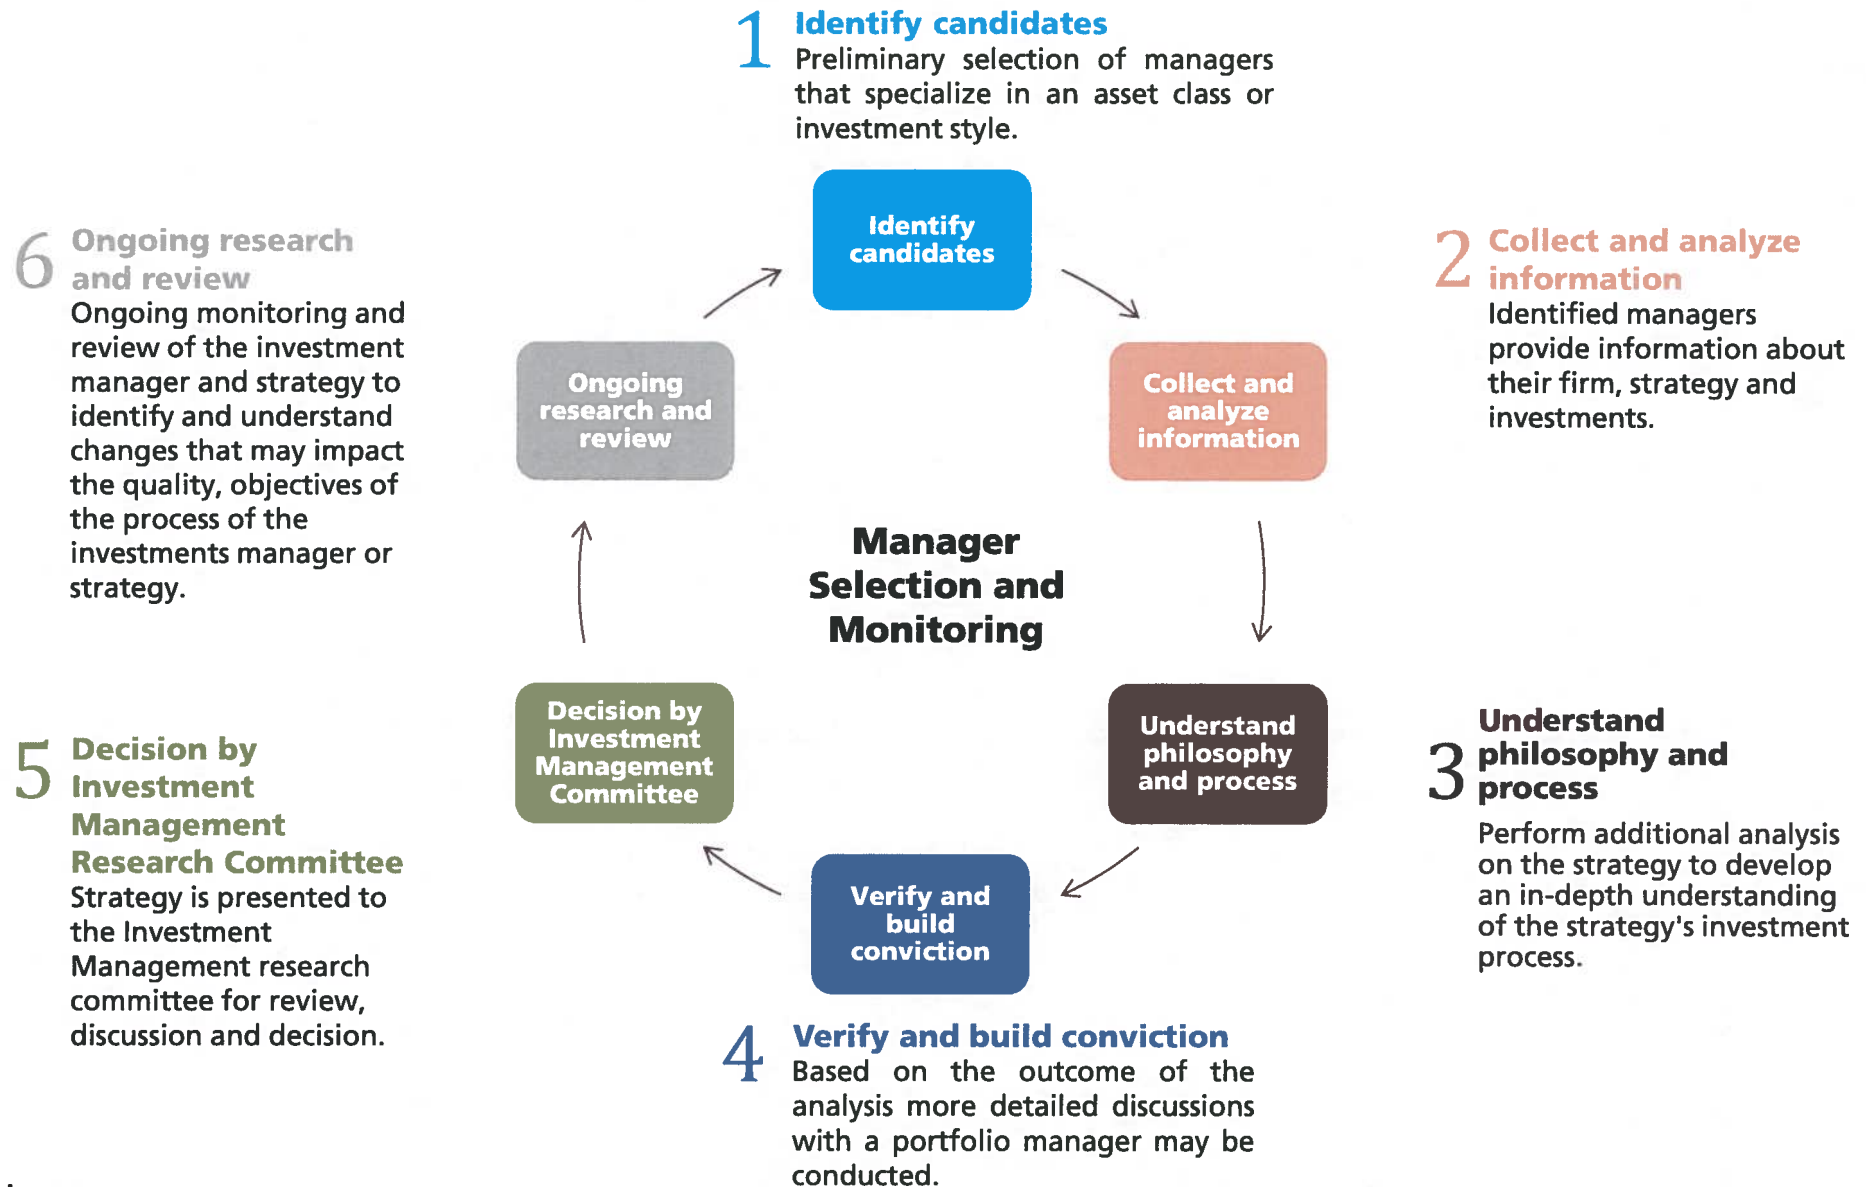 1 Identify candidates
Preliminary selection of managers
that specialize in an asset class or
investment style.
Identify
candidates
2 Collect and analyze
information
Identified managers
provide information about
their firm, strategy and
investments.
Collect and
analyze
information
Understand
philosophy
and process
3 Understand
philosophy and
process
Perform additional analysis
on the strategy to develop
an in-depth understanding
of the strategy's investment
process.
Verify and
build
conviction
4 Verify and build conviction
Based on the outcome of the
analysis more detailed discussions
with a portfolio manager may be
conducted.
Decision by
Investment
Management
Committee
5 Decision by
Investment
Management
Research Committee
Strategy is presented to
the Investment
Management research
committee for review,
discussion and decision.
Ongoing
research and
review
6 Ongoing research
and review
Ongoing monitoring and
review of the investment
manager and strategy to
identify and understand
changes that may impact
the quality, objectives of
the process of the
investments manager or
strategy.
Manager
Selection and
Monitoring